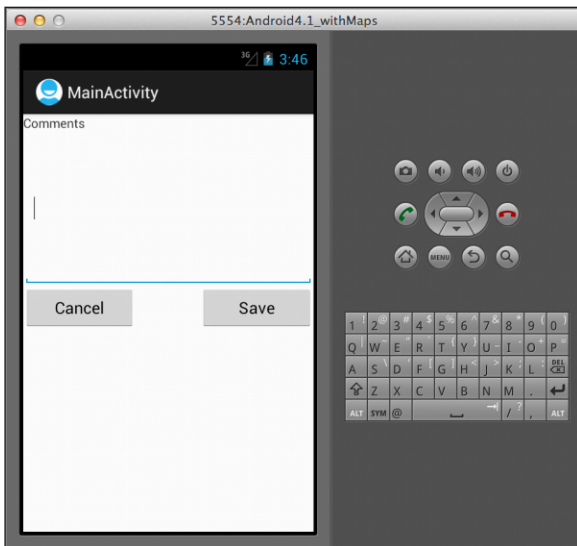 5554:Android4.1_withMaps
3G 3:46
MainActivity
Comments
Cancel Save
MENU
1 ! 2 @ 3 # 4 $ 5 % 6 ^ 7 & 8 * 9 ( 0 )
Q W ~ E " R ` T { Y } U - I O + P =
A S \ D F [ G ] H < J > K ; L : DEL
Z X C V B N M .
ALT SYM @ / ? , ALT